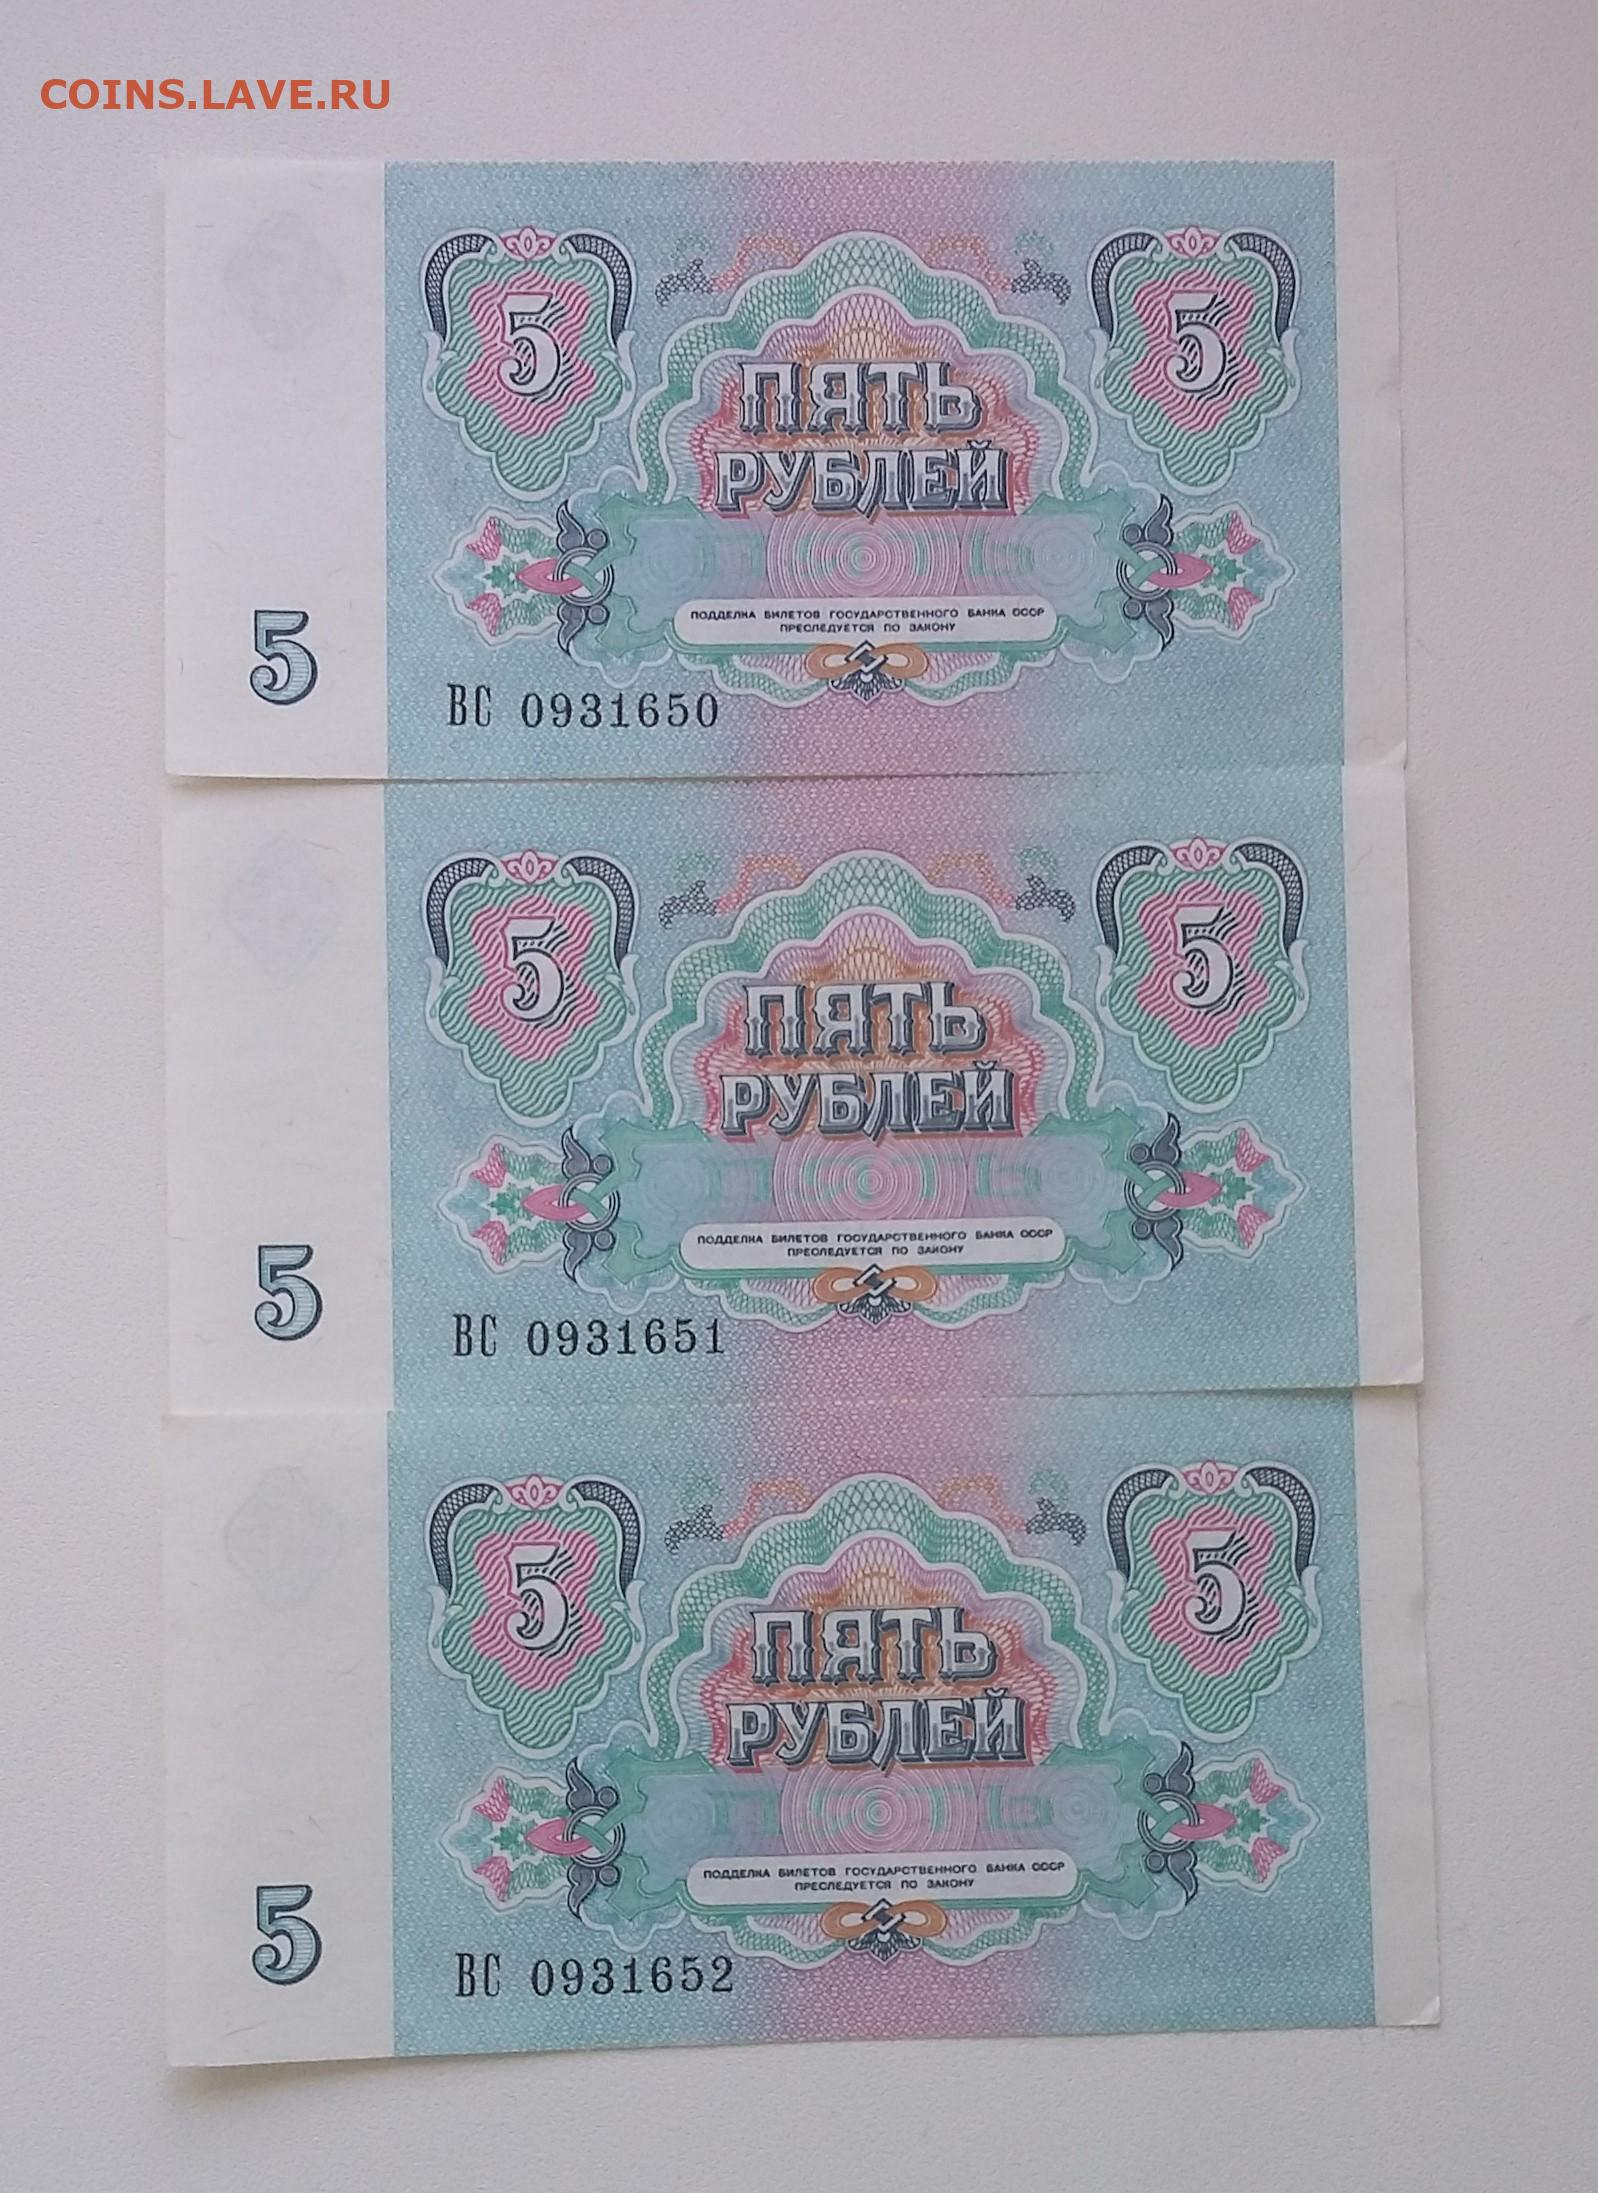 COINS.LAVE.RU
5 5
ПЯТЬ
РУБЛЕЙ
ПОДДЕЛКА БИЛЕТОВ ГОСУДАРСТВЕННОГО БАНКА СССР
ПРЕСЛЕДУЕТСЯ ПО ЗАКОНУ
5
ВС 0931650
5 5
ПЯТЬ
РУБЛЕЙ
ПОДДЕЛКА БИЛЕТОВ ГОСУДАРСТВЕННОГО БАНКА СССР
ПРЕСЛЕДУЕТСЯ ПО ЗАКОНУ
5
ВС 0931651
5 5
ПЯТЬ
РУБЛЕЙ
ПОДДЕЛКА БИЛЕТОВ ГОСУДАРСТВЕННОГО БАНКА СССР
ПРЕСЛЕДУЕТСЯ ПО ЗАКОНУ
5
ВС 0931652